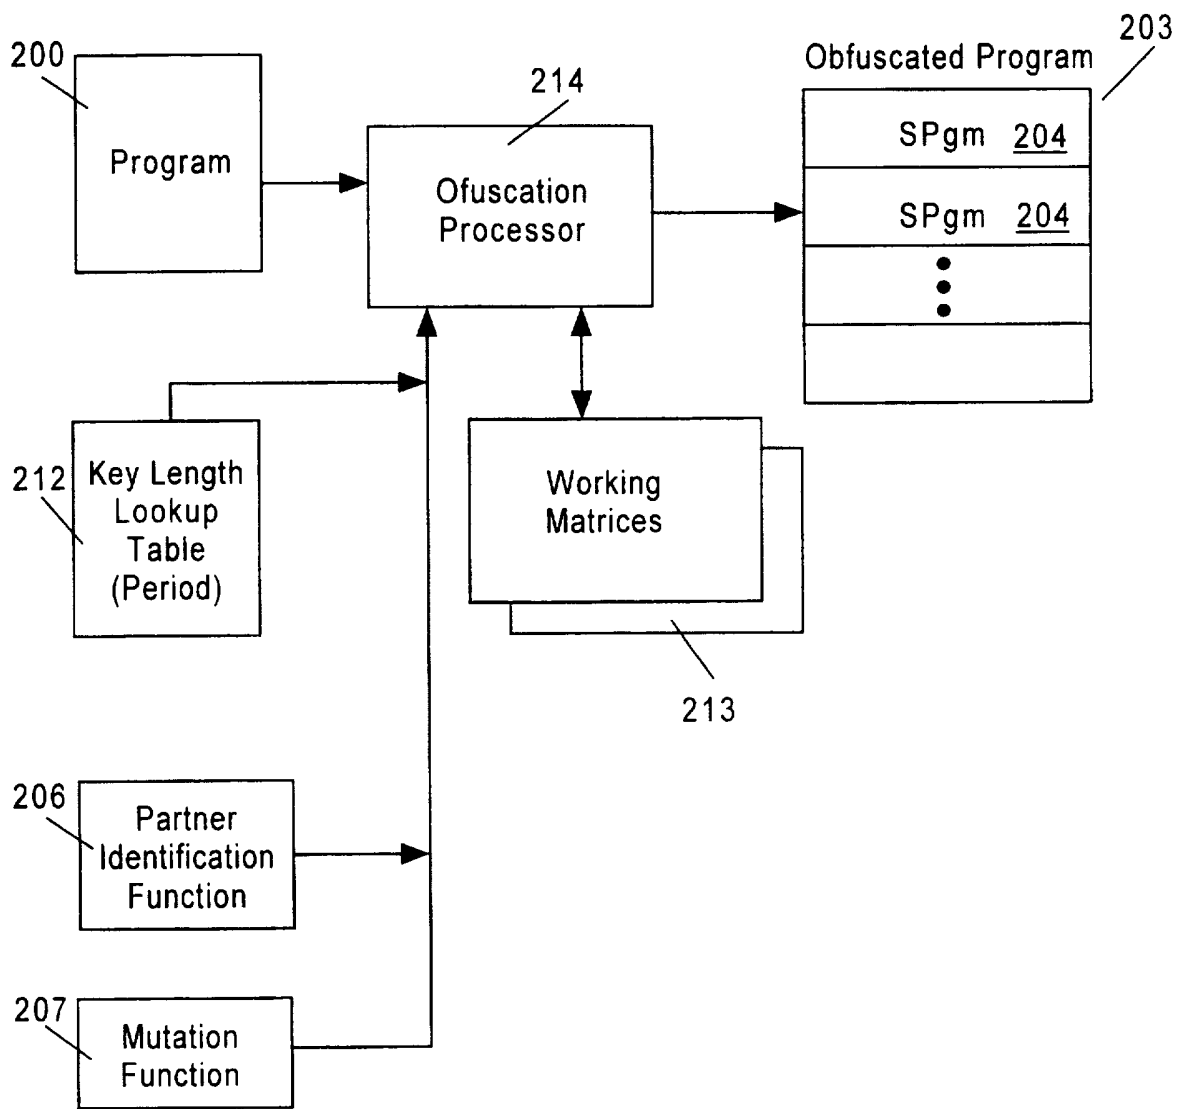 203
200
Obfuscated Program
214
SPgm 204
Program
Ofuscation
Processor
SPgm 204
212
Key Length
Lookup
Table
(Period)
Working
Matrices
213
206
Partner
Identification
Function
207
Mutation
Function